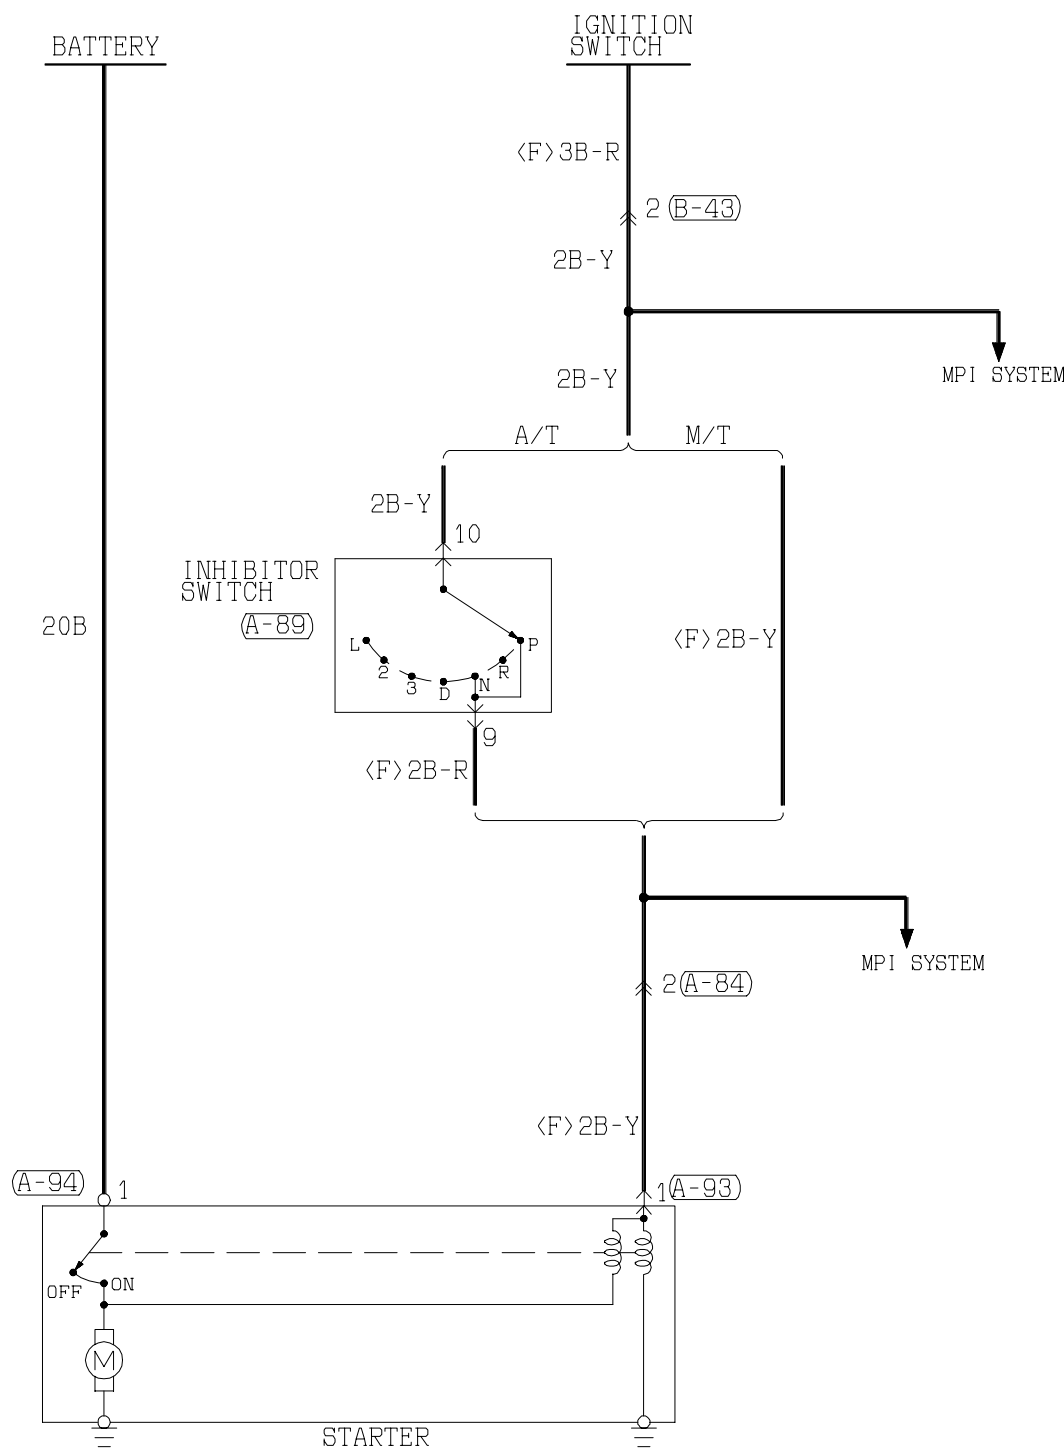 BATTERY
IGNITION
SWITCH
〈F〉3B-R
2 B-43
2B-Y
2B-Y
MPI SYSTEM
A/T
M/T
2B-Y
10
INHIBITOR
SWITCH
A-89
20B
〈F〉2B-Y
L
P
2
R
3
D
N
9
〈F〉2B-R
MPI SYSTEM
2 A-84
〈F〉2B-Y
A-94
1
1 A-93
OFF
ON
M
STARTER